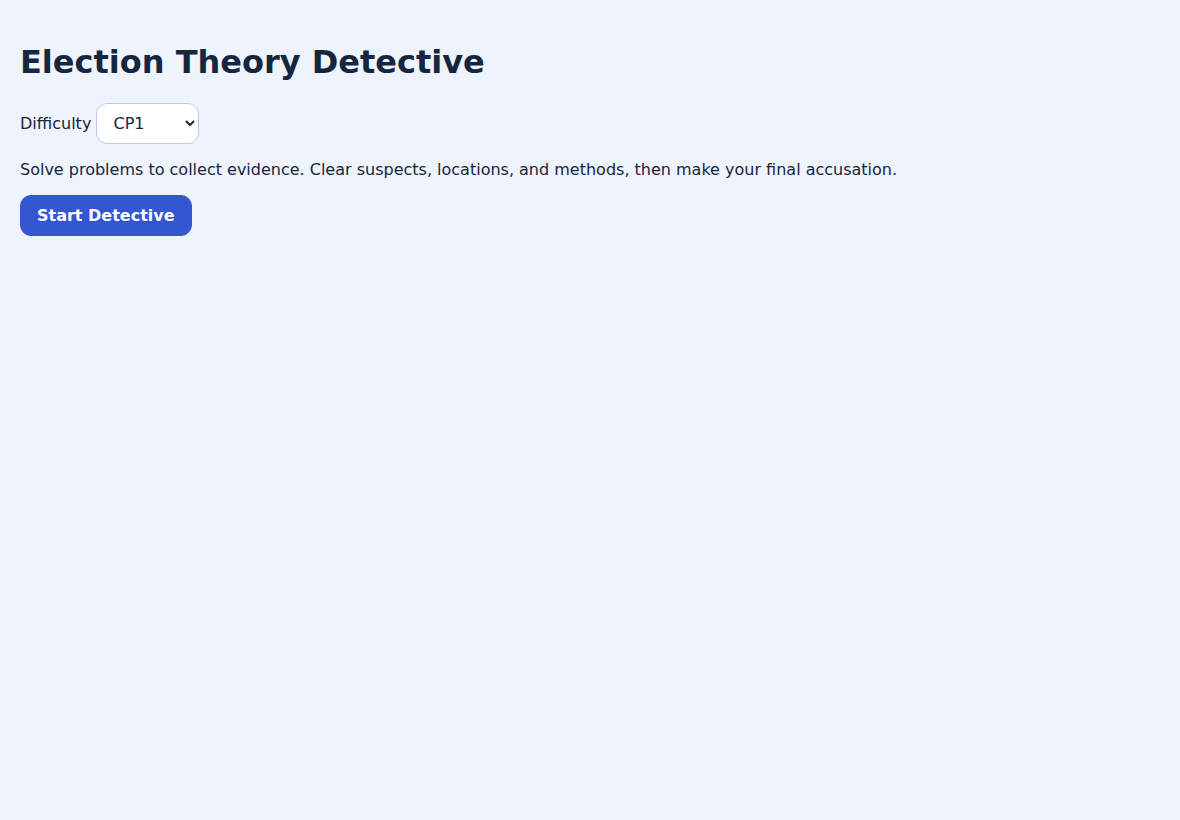 Election Theory Detective
Difficulty CP1
Solve problems to collect evidence. Clear suspects, locations, and methods, then make your final accusation.
Start Detective